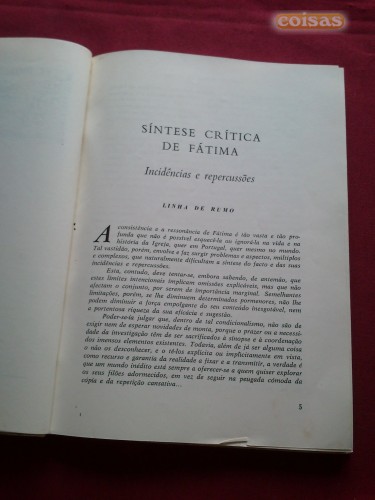 coisas
SÍNTESE CRÍTICA
DE FÁTIMA
Incidências e repercussões
LINHA DE RUMO
A consistência e a ressonância de Fátima é tão vasta e tão pro-
funda que não é possível esquecê-la ou ignorá-la na vida e na
história da Igreja, quer em Portugal, quer mesmo no mundo.
Tal vastidão, porém, envolve e faz surgir problemas e aspectos, múltiplos
e complexos, que naturalmente dificultam a síntese do facto e das suas
incidências e repercussões.
Esta, contudo, deve tentar-se, embora sabendo, de antemão, que
esses limites intencionais implicam omissões explicáveis, mas que não
afectam o conjunto, por serem de importância marginal. Semelhantes
limitações, porém, se lhe diminuem determinados pormenores, não lhe
podem diminuir a força empolgante do seu conteúdo inesgotável, nem
a portentosa riqueza da sua eficácia e sugestão.
Poder-se-ia julgar que, dentro de tal condicionalismo, não são de
exigir nem de esperar novidades de monta, porque o prazer ou a necessi-
dade da investigação têm de ser sacrificados à sinopse e à coordenação
dos imensos elementos existentes. Todavia, além de já ser alguma coisa
o não os desconhecer, e o tê-los explícita ou implicitamente em vista,
como recurso e garantia da realidade a fixar e a transmitir, a verdade é
que um mundo inédito está sempre a oferecer-se a quem quiser explorar
os seus filões adormecidos, em vez de seguir na peugada cómoda da
cópia e da repetição cansativa...
5